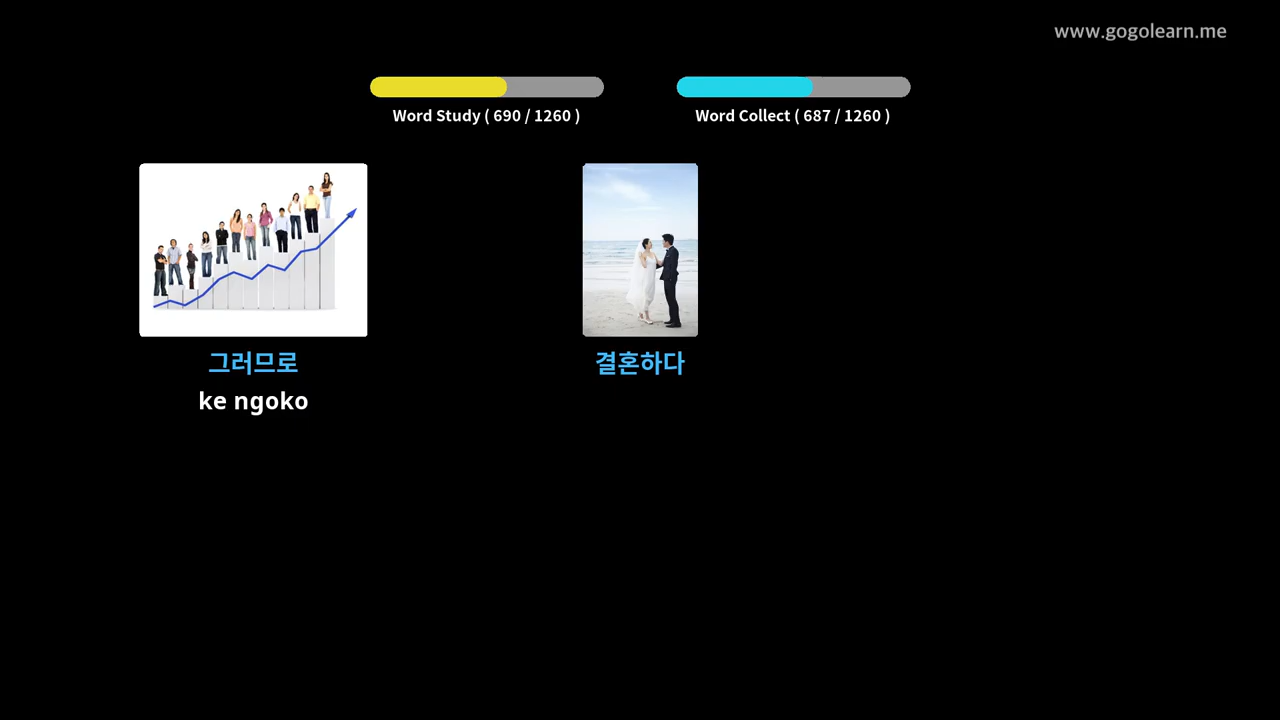 www.gogolearn.me
Word Study ( 690 / 1260 )
Word Collect ( 687 / 1260 )
그러므로
ke ngoko
결혼하다